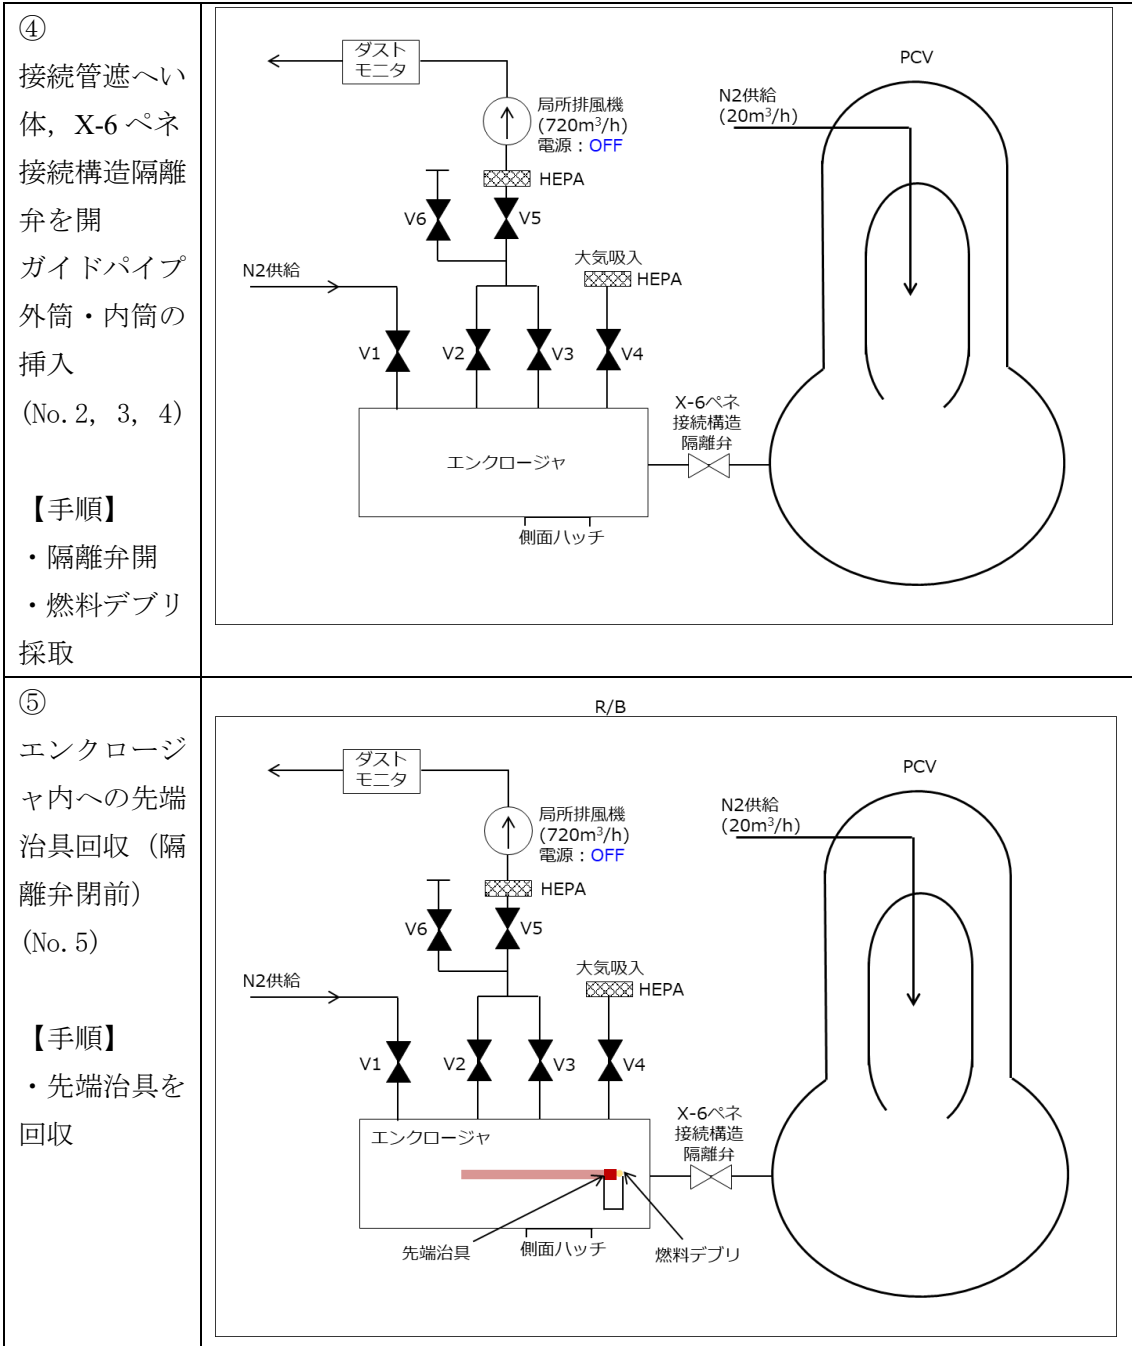 ④
接続管遮へい
体，X-6 ペネ
接続構造隔離
弁を開
ガイドパイプ
外筒・内筒の
挿入
(No.2, 3, 4)
【手順】
・隔離弁開
・燃料デブリ
採取
ダスト
モニタ
局所排風機
(720m³/h)
電源：OFF
HEPA
V6
V5
大気吸入
HEPA
N2供給
V1
V2
V3
V4
エンクロージャ
側面ハッチ
X-6ペネ
接続構造
隔離弁
PCV
N2供給
(20m³/h)
⑤
エンクロージ
ャ内への先端
治具回収（隔
離弁閉前）
(No.5)
【手順】
・先端治具を
回収
R/B
ダスト
モニタ
局所排風機
(720m³/h)
電源：OFF
HEPA
V6
V5
大気吸入
HEPA
N2供給
V1
V2
V3
V4
エンクロージャ
先端治具
側面ハッチ
燃料デブリ
X-6ペネ
接続構造
隔離弁
PCV
N2供給
(20m³/h)